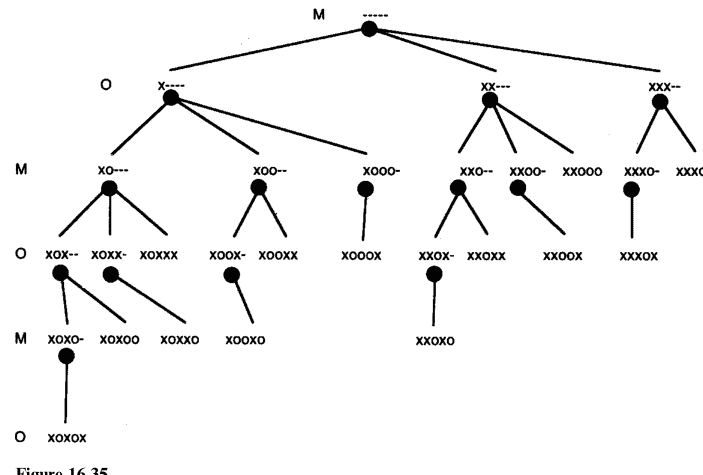 M -----
O x---- xx--- xxx--
M xo--- xoo-- xooo- xxo-- xxoo- xxooo xxxo- xxxo
O xox-- xoxx- xoxxx xoox- xooxx xooox xxox- xxoxx xxoox xxxox
M xoxo- xoxoo xoxxo xooxo xxoxo
O xoxox
Figure 16.35